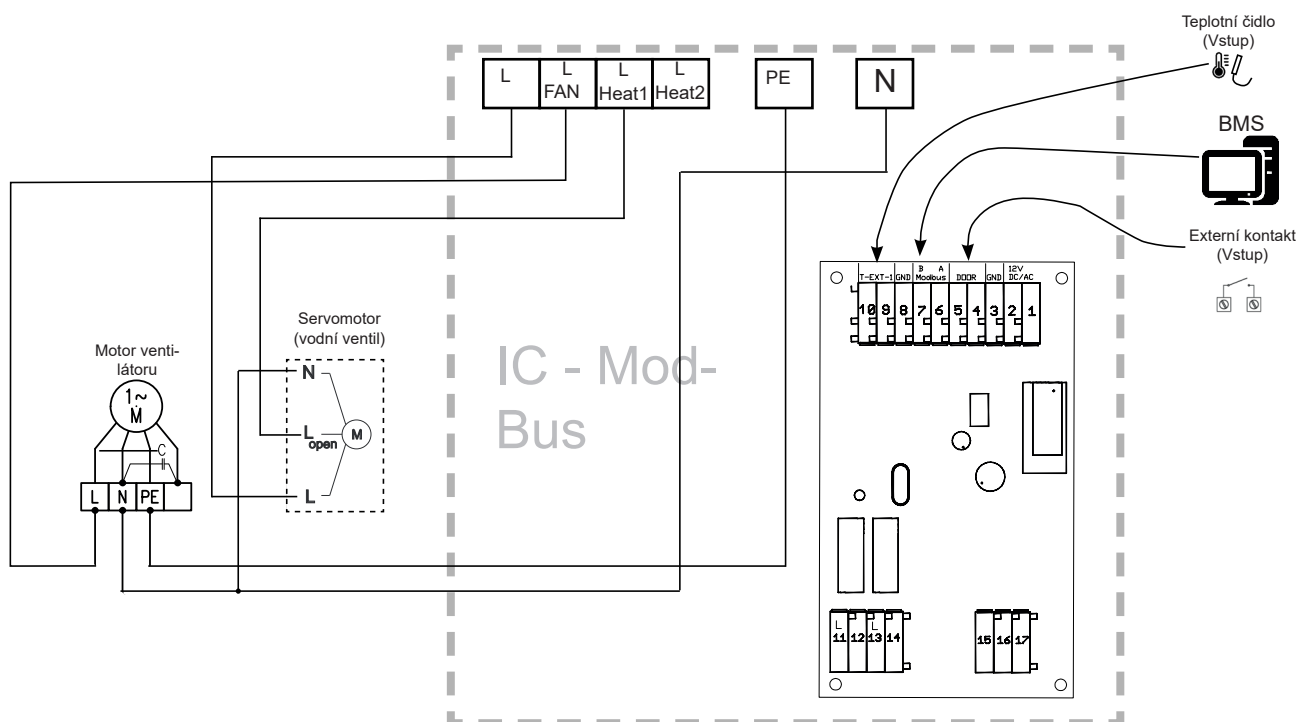 Teplotní čidlo
(Vstup)
BMS
Externí kontakt
(Vstup)
L
L
FAN
L
Heat1
L
Heat2
PE
N
T-EXT-1 GND B A Modbus DOOR GND 12V DC/AC
10 9 8 7 6 5 4 3 2 1
Servomotor
(vodní ventil)
N
L
open
L
M
Motor venti-
látoru
1~
M
C
L N PE
IC - Mod-
Bus
L L
11 12 13 14
15 16 17